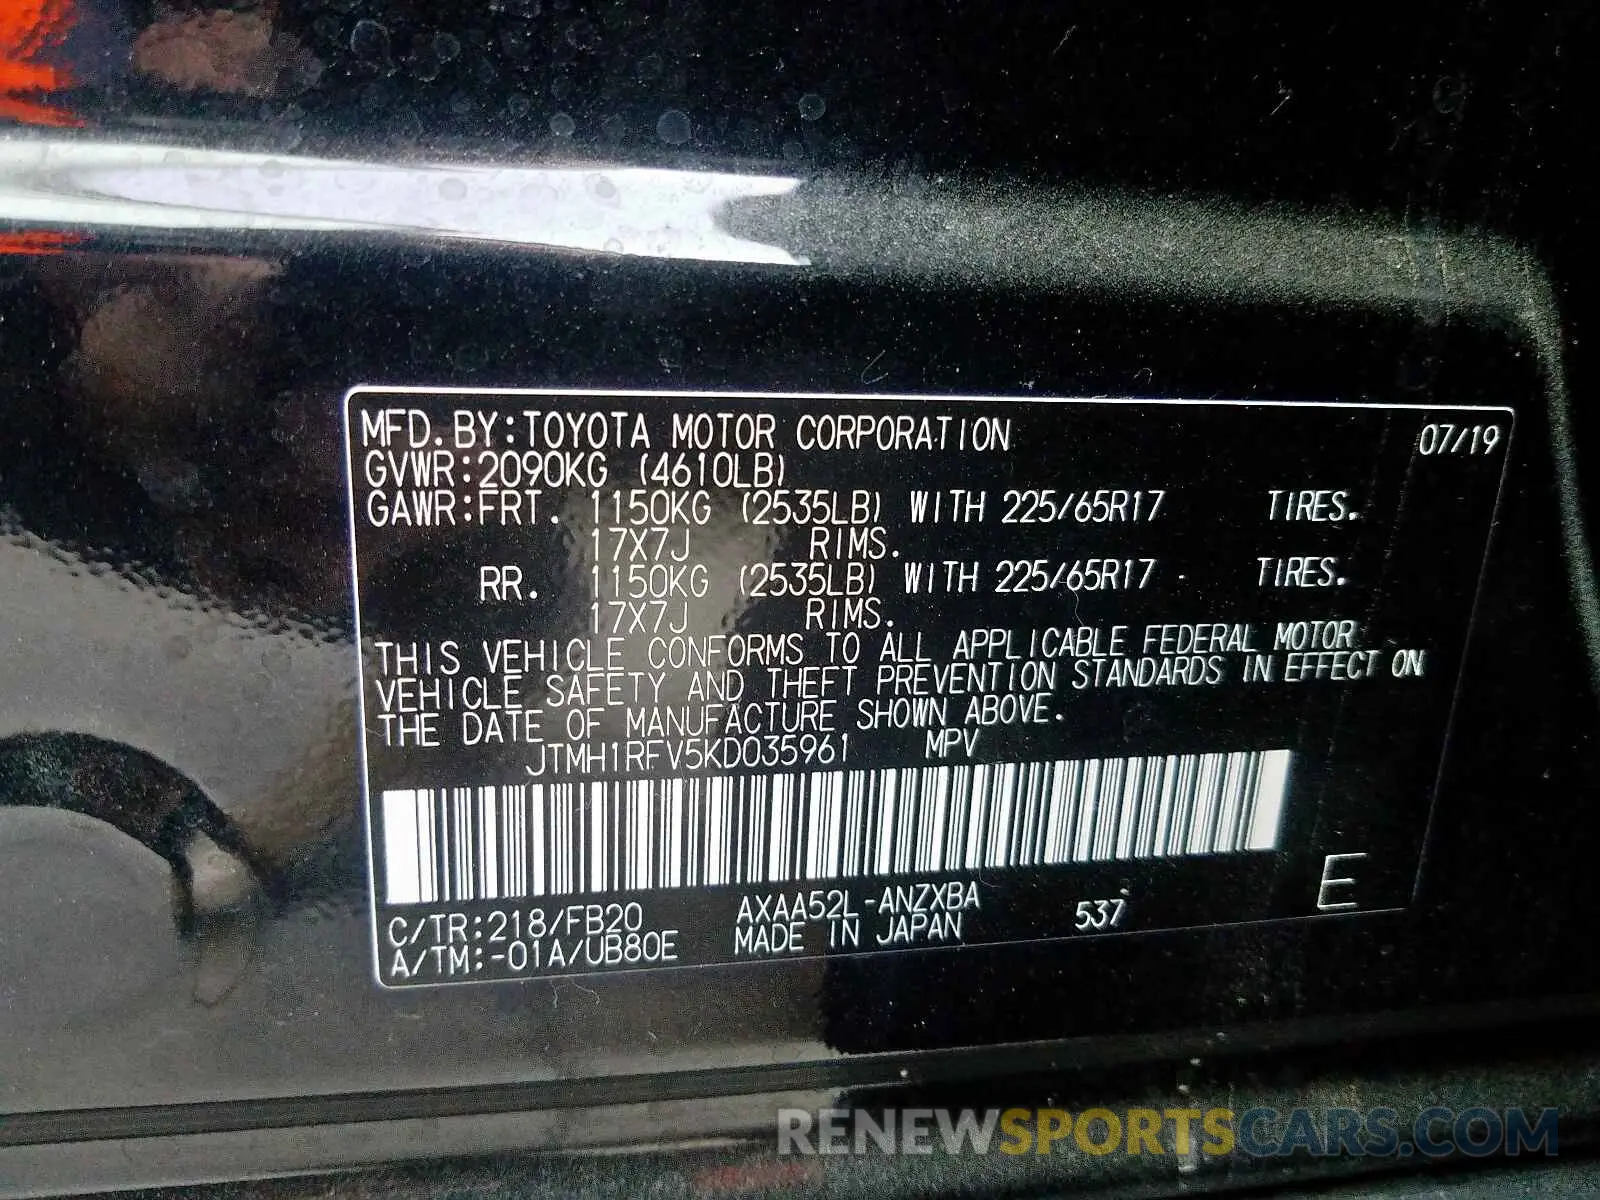 MFD. BY:TOYOTA MOTOR CORPORATION 07/19
GVWR:2090KG (4610LB)
GAWR:FRT. 1150KG (2535LB) WITH 225/65R17 TIRES.
17X7J RIMS.
RR. 1150KG (2535LB) WITH 225/65R17 TIRES.
17X7J RIMS.
THIS VEHICLE CONFORMS TO ALL APPLICABLE FEDERAL MOTOR
VEHICLE SAFETY AND THEFT PREVENTION STANDARDS IN EFFECT ON
THE DATE OF MANUFACTURE SHOWN ABOVE.
JTMH1RFV5KD035961 MPV
C/TR:218/FB20 AXAA52L-ANZXBA 537 E
A/TM:-01A/UB80E MADE IN JAPAN
RENEWSPORTSCARS.COM